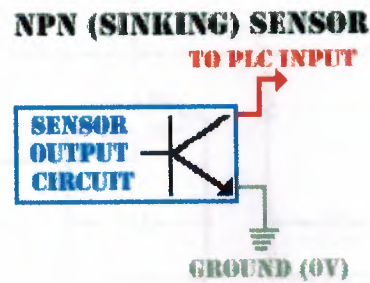 NPN (SINKING) SENSOR
TO PLC INPUT
SENSOR
OUTPUT
CIRCUIT
GROUND (0V)